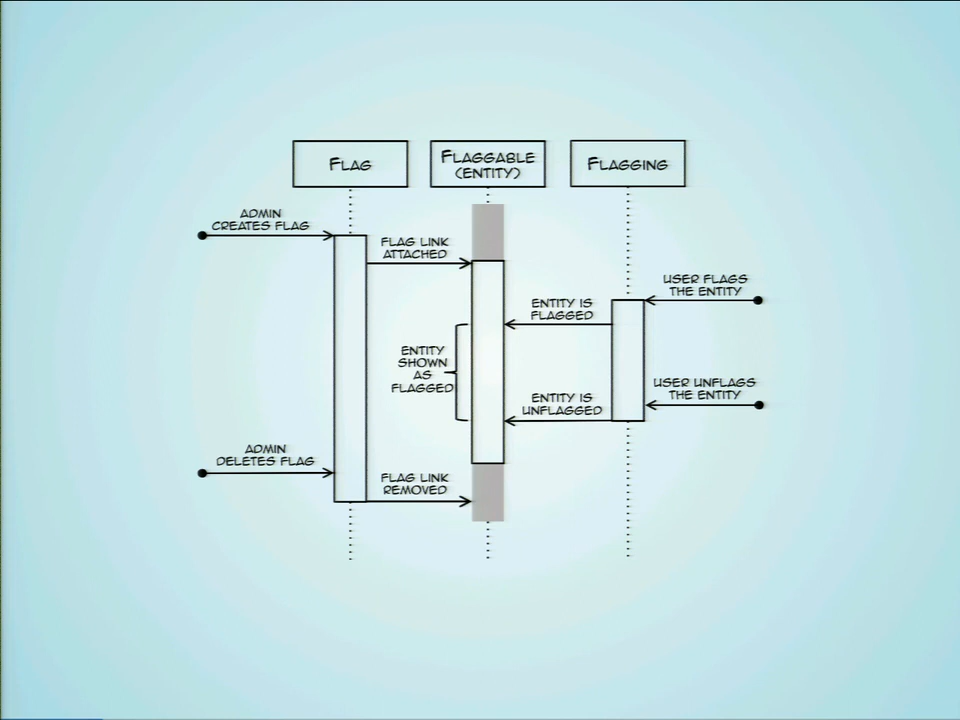 FLAG
FLAGGABLE
(ENTITY)
FLAGGING
ADMIN
CREATES FLAG
FLAG LINK
ATTACHED
USER FLAGS
THE ENTITY
ENTITY IS
FLAGGED
ENTITY
SHOWN
AS
FLAGGED
USER UNFLAGS
THE ENTITY
ENTITY IS
UNFLAGGED
ADMIN
DELETES FLAG
FLAG LINK
REMOVED